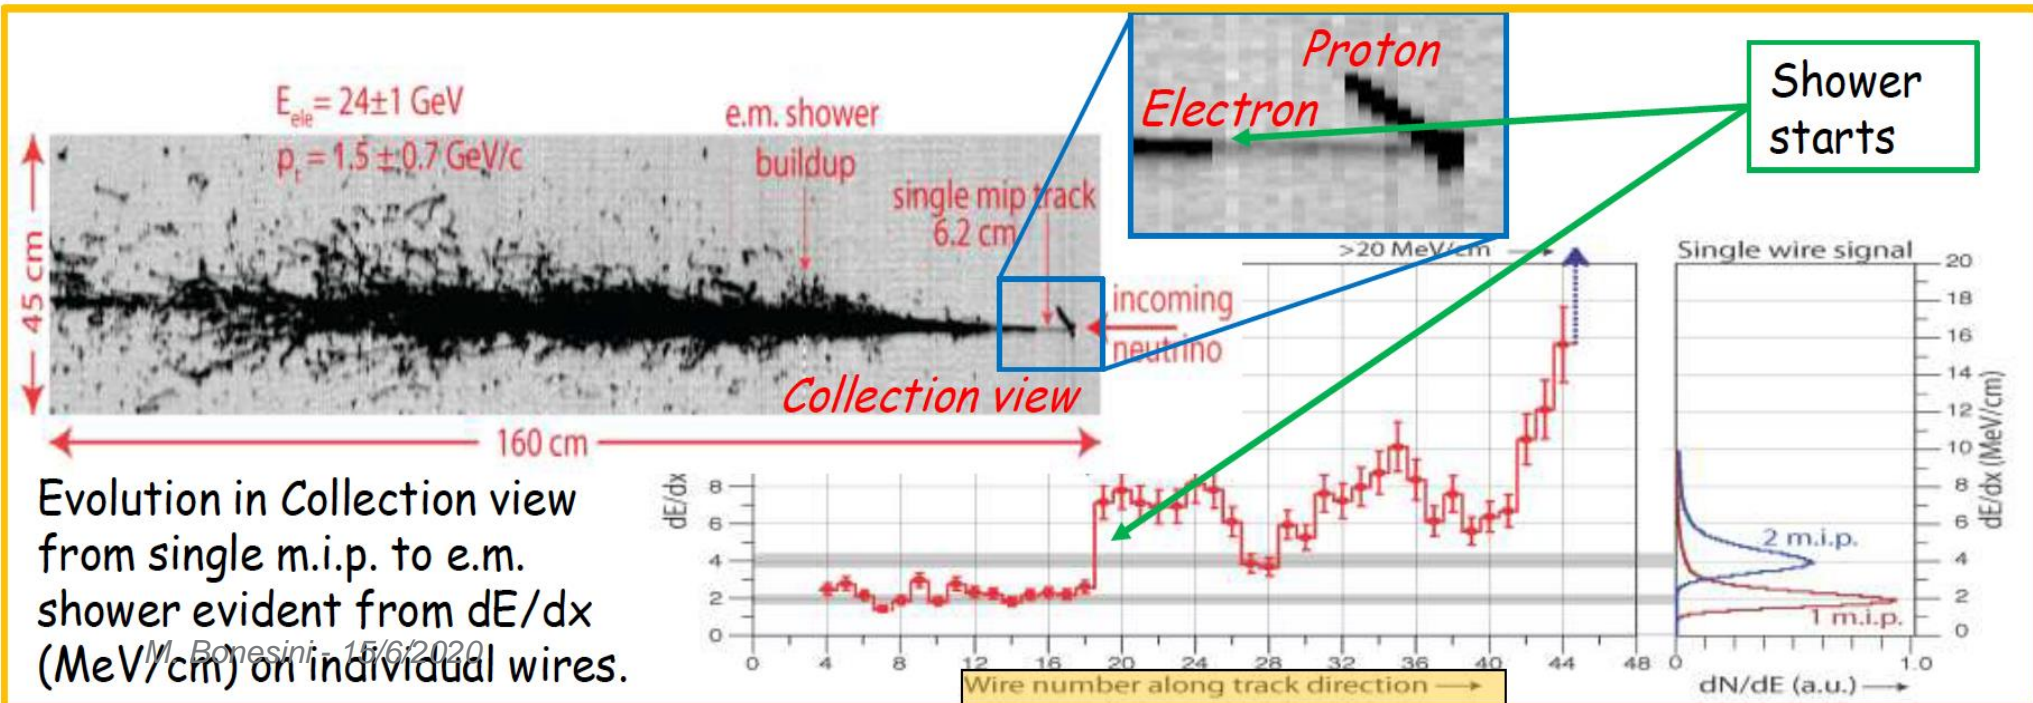 E_ele = 24±1 GeV
p_t = 1.5 ±0.7 GeV/c
e.m. shower
buildup
single mip track
6.2 cm
45 cm
incoming
neutrino
Collection view
160 cm
Proton
Electron
Shower
starts
>20 MeV/cm
Single wire signal
dE/dx
8
6
4
2
0
0 4 8 12 16 20 24 28 32 36 40 44 48
Wire number along track direction
2 m.i.p.
1 m.i.p.
20
18
16
14
12
10
8
6
4
2
0
dE/dx (MeV/cm)
0 1.0
dN/dE (a.u.)
Evolution in Collection view
from single m.i.p. to e.m.
shower evident from dE/dx
(MeV/cm) on individual wires.
M. Bonesini - 15/6/2020